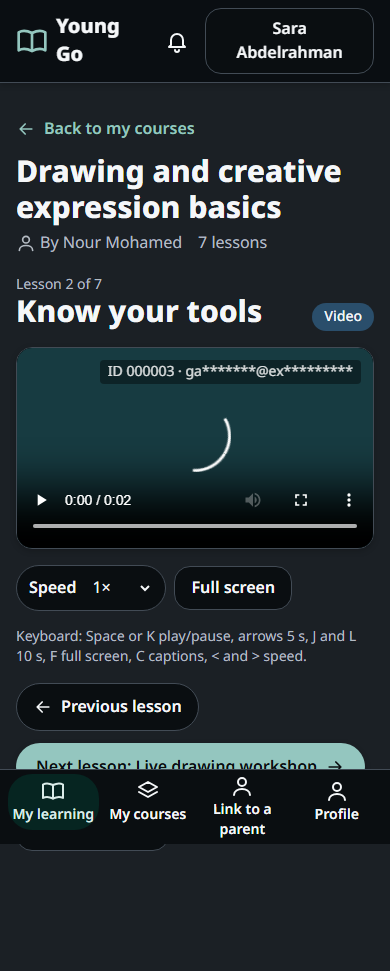 Young
Go
Sara
Abdelrahman
Back to my courses
Drawing and creative
expression basics
By Nour Mohamed 7 lessons
Lesson 2 of 7
Know your tools
Video
ID 000003 · ga*******@ex*********
0:00 / 0:02
Speed 1×
Full screen
Keyboard: Space or K play/pause, arrows 5 s, J and L
10 s, F full screen, C captions, < and > speed.
Previous lesson
Next lesson: Live drawing workshop
My learning
My courses
Link to a
parent
Profile